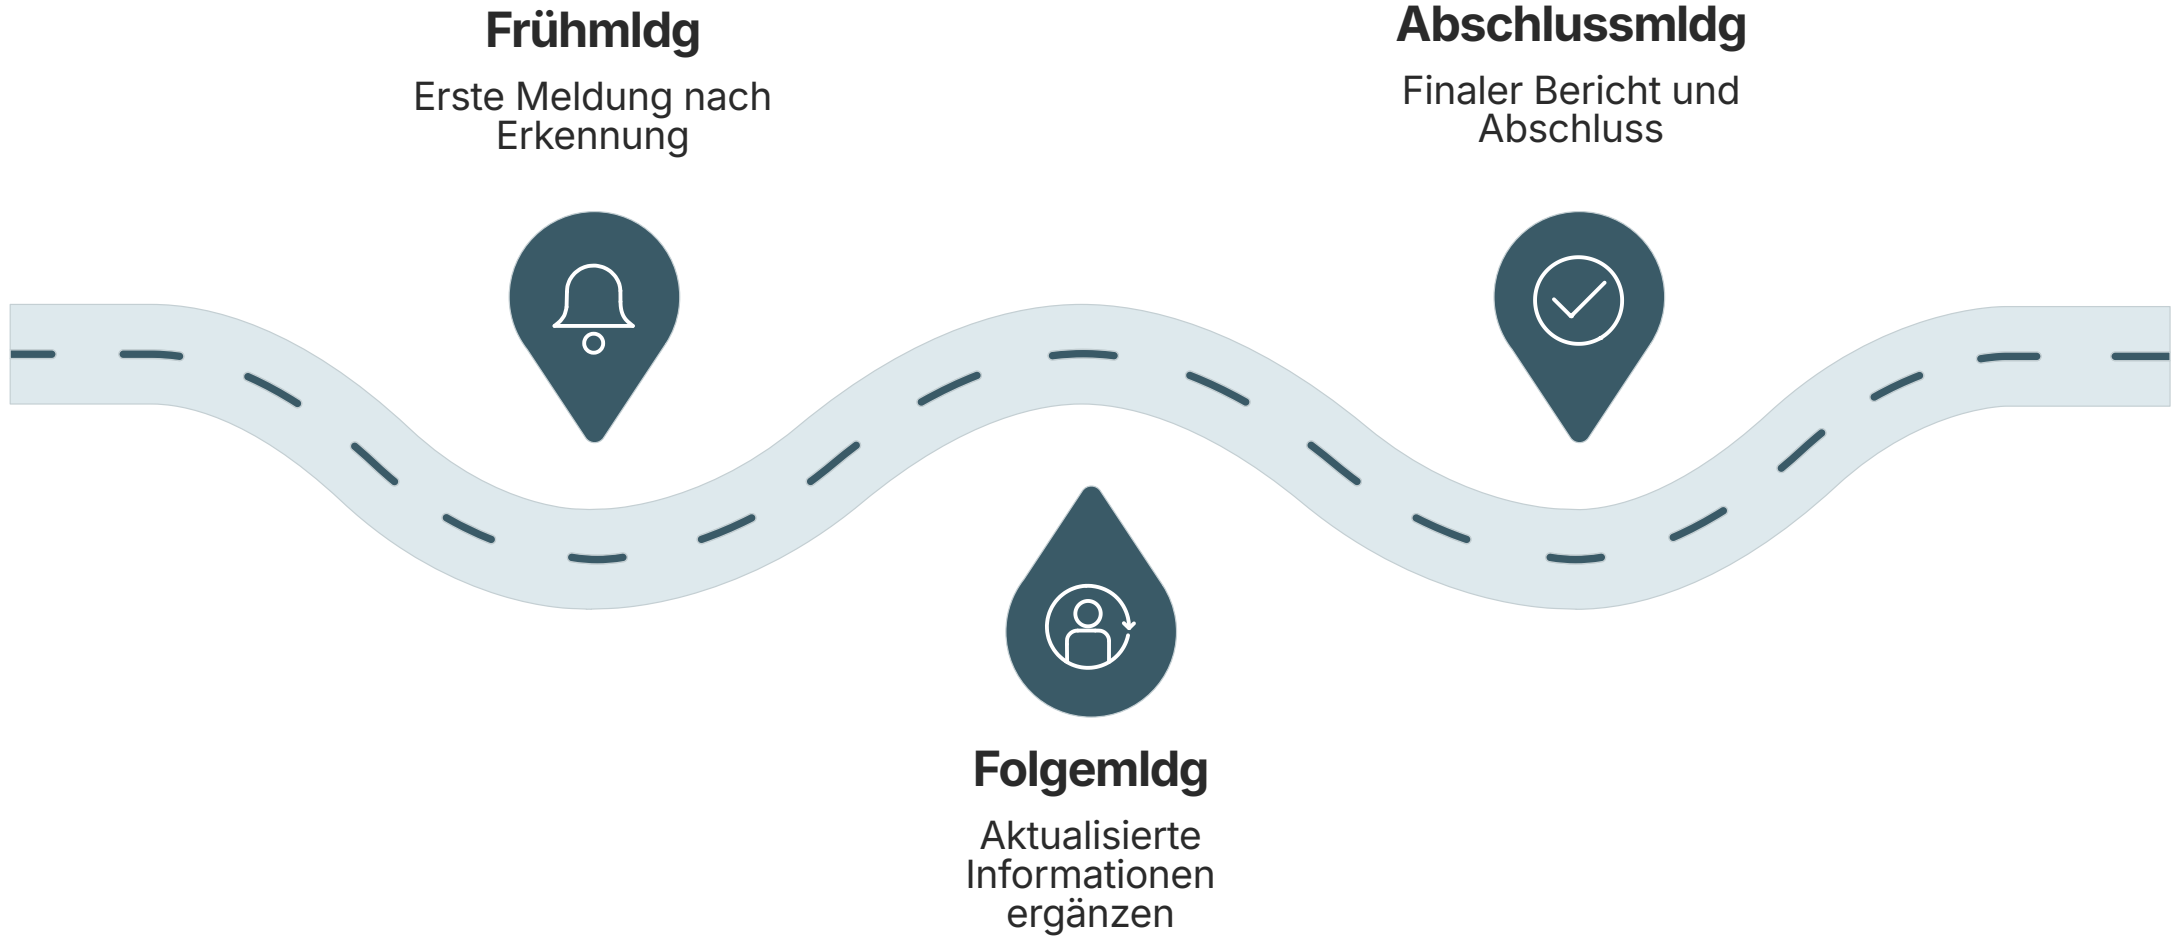 Frühmldg
Erste Meldung nach
Erkennung
Abschlussmldg
Finaler Bericht und
Abschluss
Folgemldg
Aktualisierte
Informationen
ergänzen